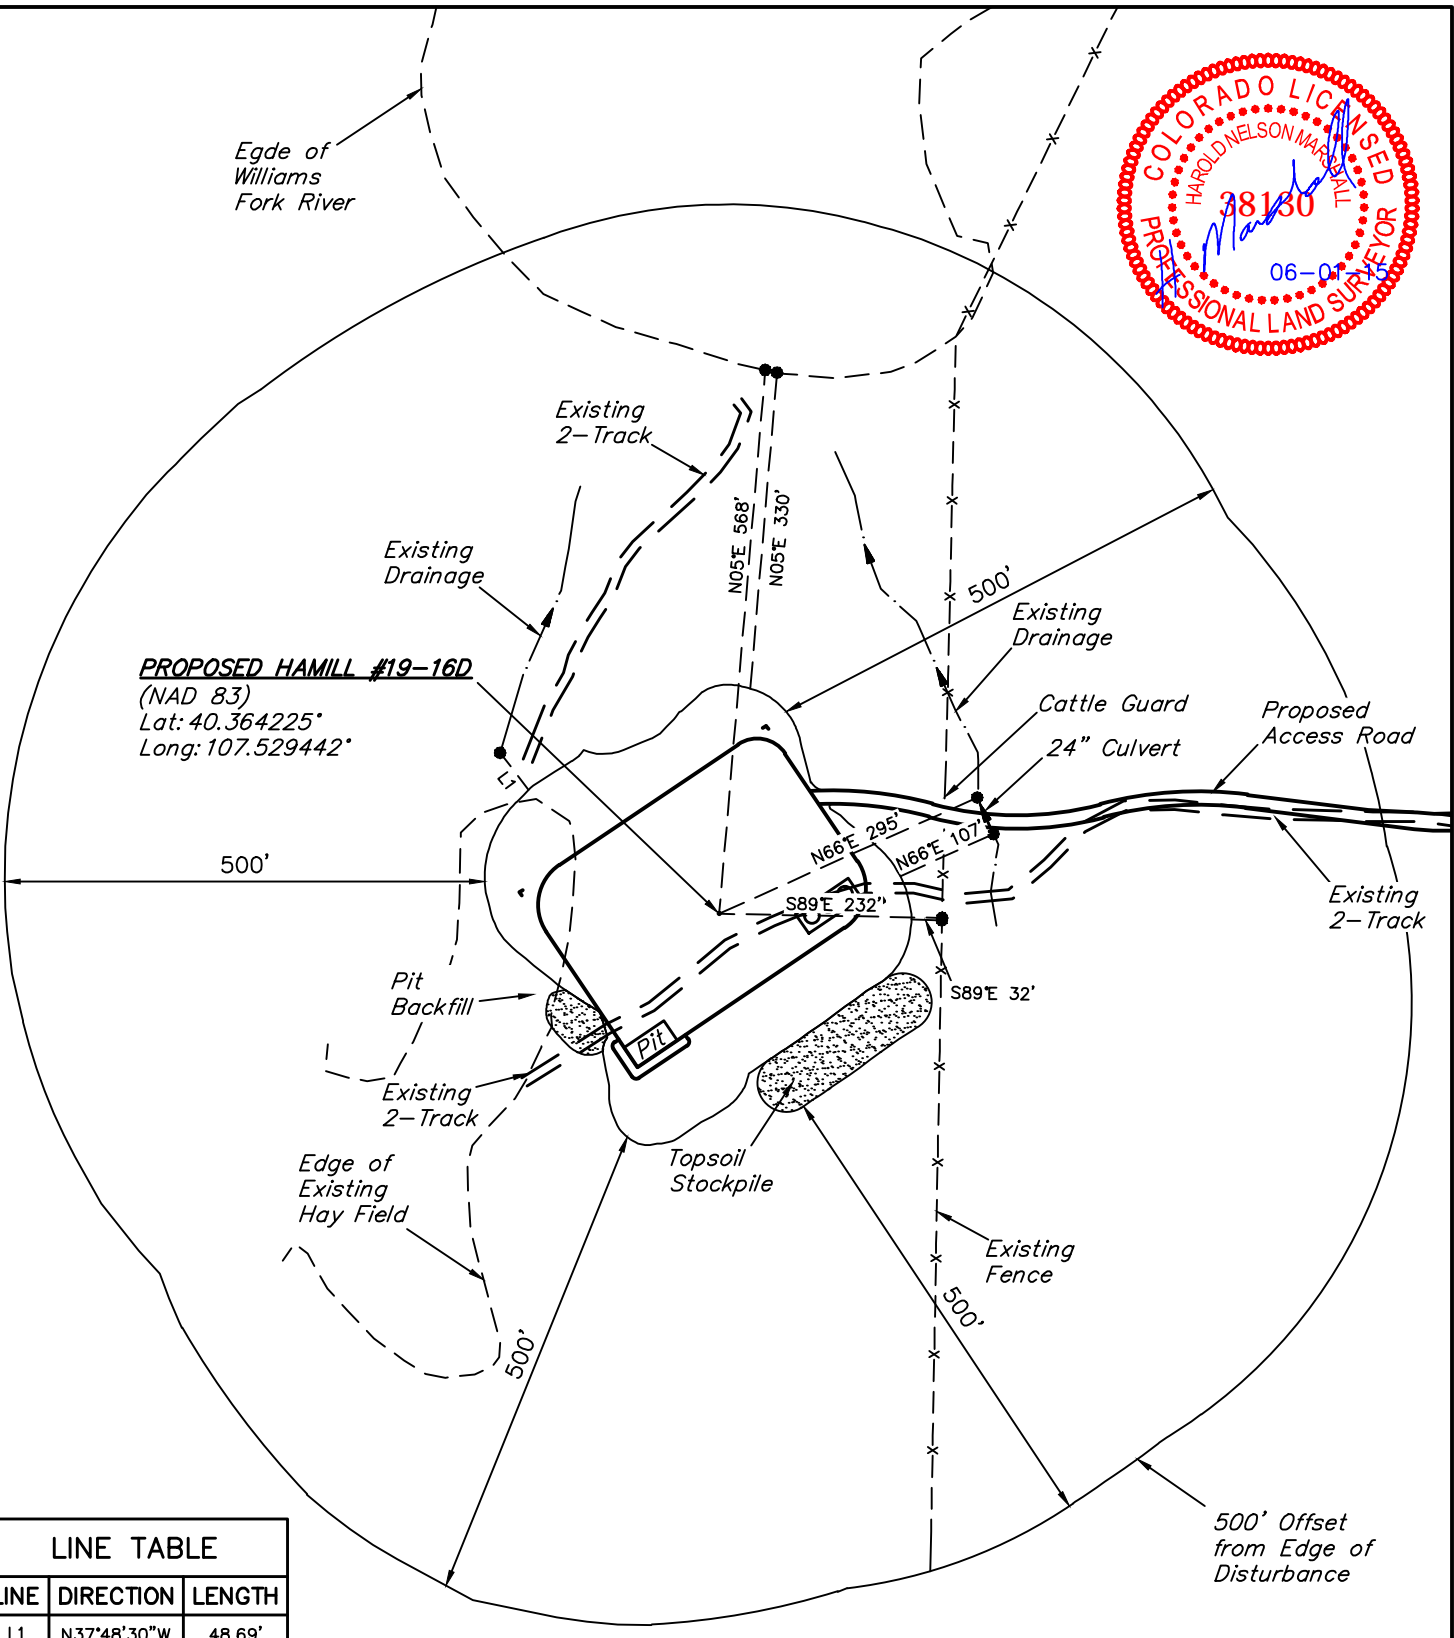 Egde of
Williams
Fork River
COLORADO LICENSED
HAROLD NELSON MARSHALL
38130
06-01-15
PROFESSIONAL LAND SURVEYOR
Existing
2-Track
N05°E 568'
N05°E 330'
Existing
Drainage
500'
Existing
Drainage
PROPOSED HAMILL #19-16D
(NAD 83)
Lat: 40.364225°
Long: 107.529442°
Cattle Guard
24" Culvert
Proposed
Access Road
L1
N66°E 295'
N66°E 107'
500'
S89°E 232'
Existing
2-Track
Pit
Backfill
S89°E 32'
Pit
Existing
2-Track
Topsoil
Stockpile
Edge of
Existing
Hay Field
Existing
Fence
500'
500'
500' Offset
from Edge of
Disturbance
LINE TABLE
LINE DIRECTION LENGTH
L1 N37°48'30"W 48.69'